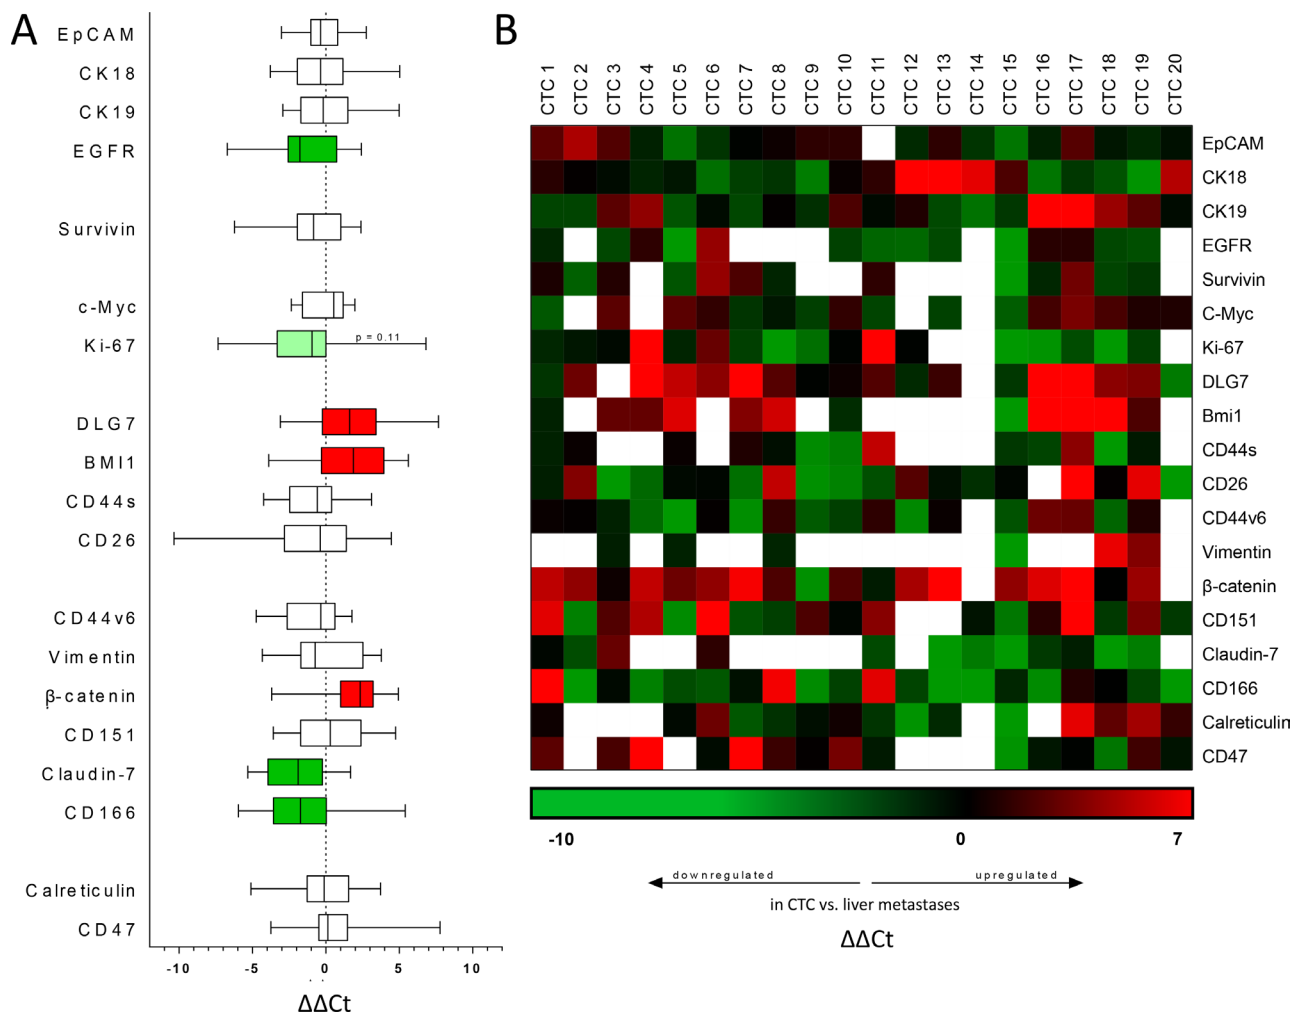 A
EpCAM
CK18
CK19
EGFR
Survivin
c-Myc
Ki-67
p = 0.11
DLG7
BMI1
CD44s
CD26
CD44v6
Vimentin
β-catenin
CD151
Claudin-7
CD166
Calreticulin
CD47
-10 -5 0 5 10
ΔΔCt
B
CTC 1 CTC 2 CTC 3 CTC 4 CTC 5 CTC 6 CTC 7 CTC 8 CTC 9 CTC 10 CTC 11 CTC 12 CTC 13 CTC 14 CTC 15 CTC 16 CTC 17 CTC 18 CTC 19 CTC 20
EpCAM
CK18
CK19
EGFR
Survivin
C-Myc
Ki-67
DLG7
Bmi1
CD44s
CD26
CD44v6
Vimentin
β-catenin
CD151
Claudin-7
CD166
Calreticulin
CD47
-10 0 7
downregulated upregulated
in CTC vs. liver metastases
ΔΔCt